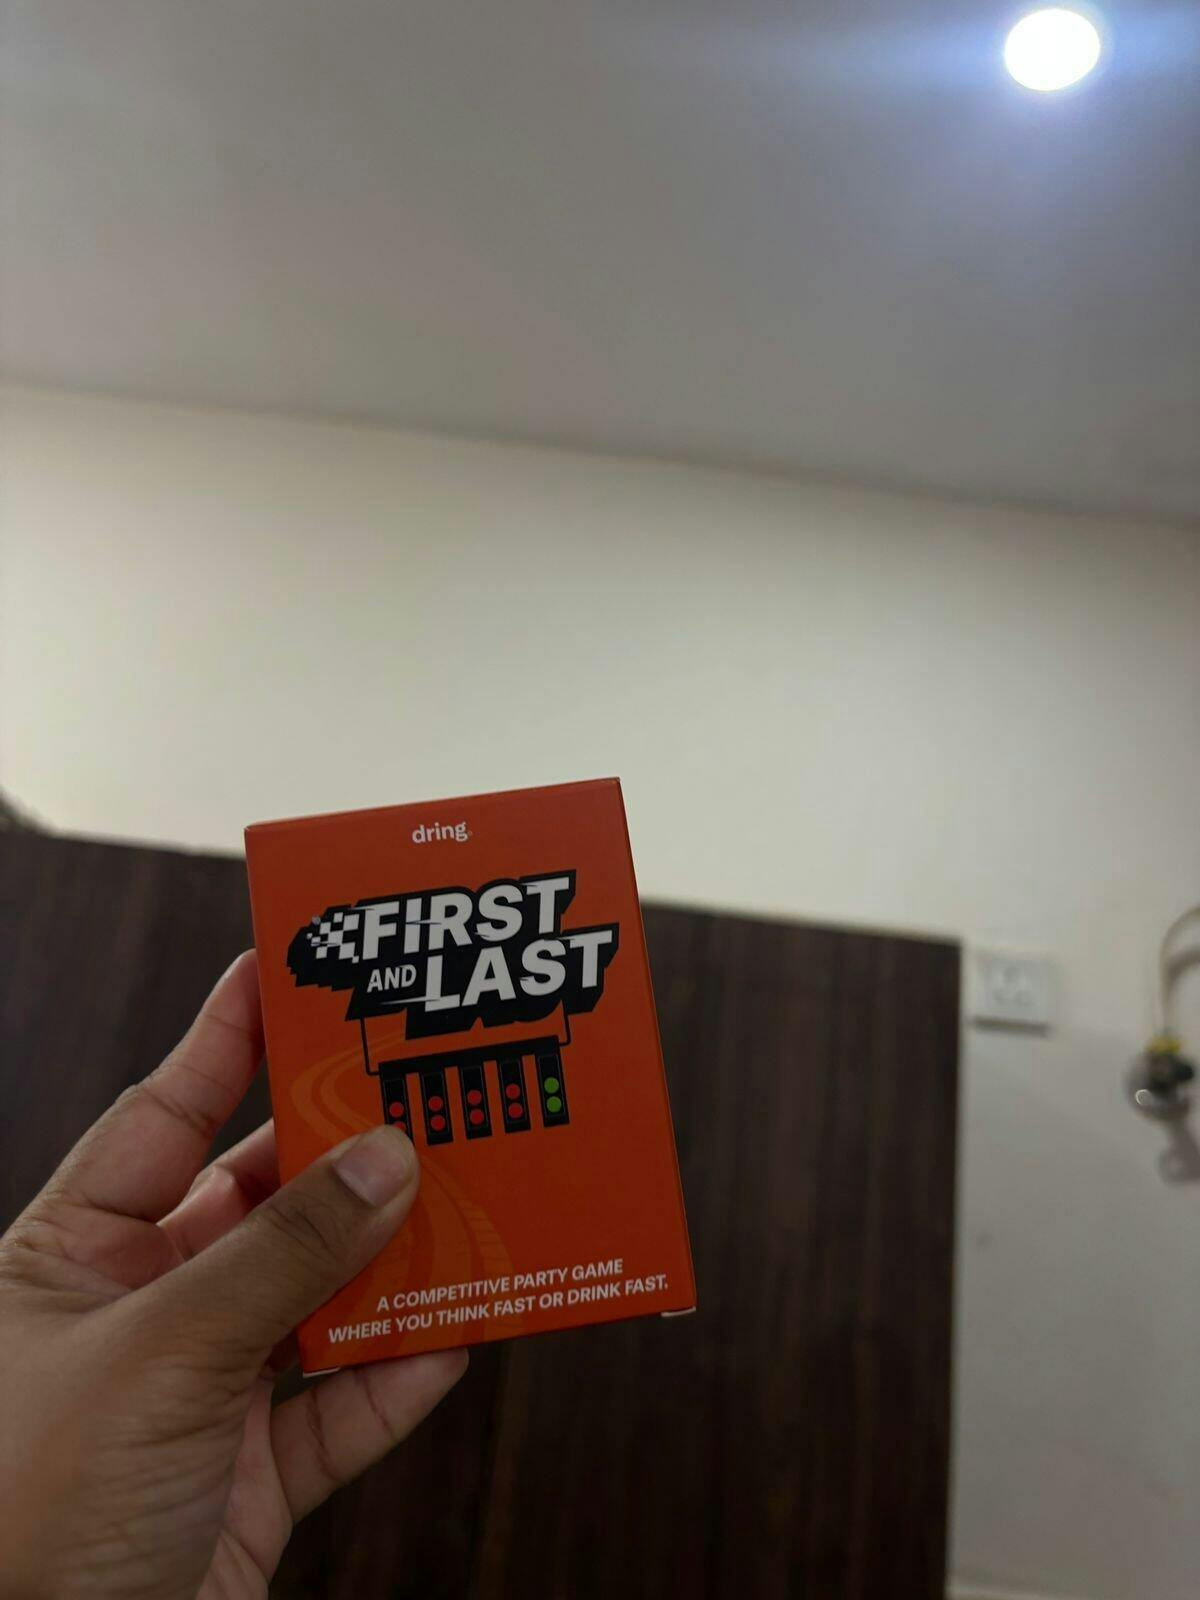 dring
FIRST
AND LAST
A COMPETITIVE PARTY GAME
WHERE YOU THINK FAST OR DRINK FAST.